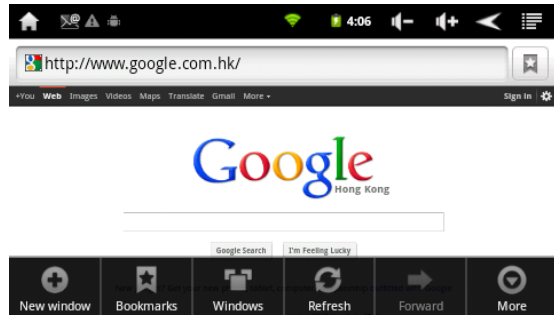 4:06
http://www.google.com.hk/
+You Web Images Videos Maps Translate Gmail More Sign in
Google
Hong Kong
Google Search I'm Feeling Lucky
New window Bookmarks Windows Refresh Forward More